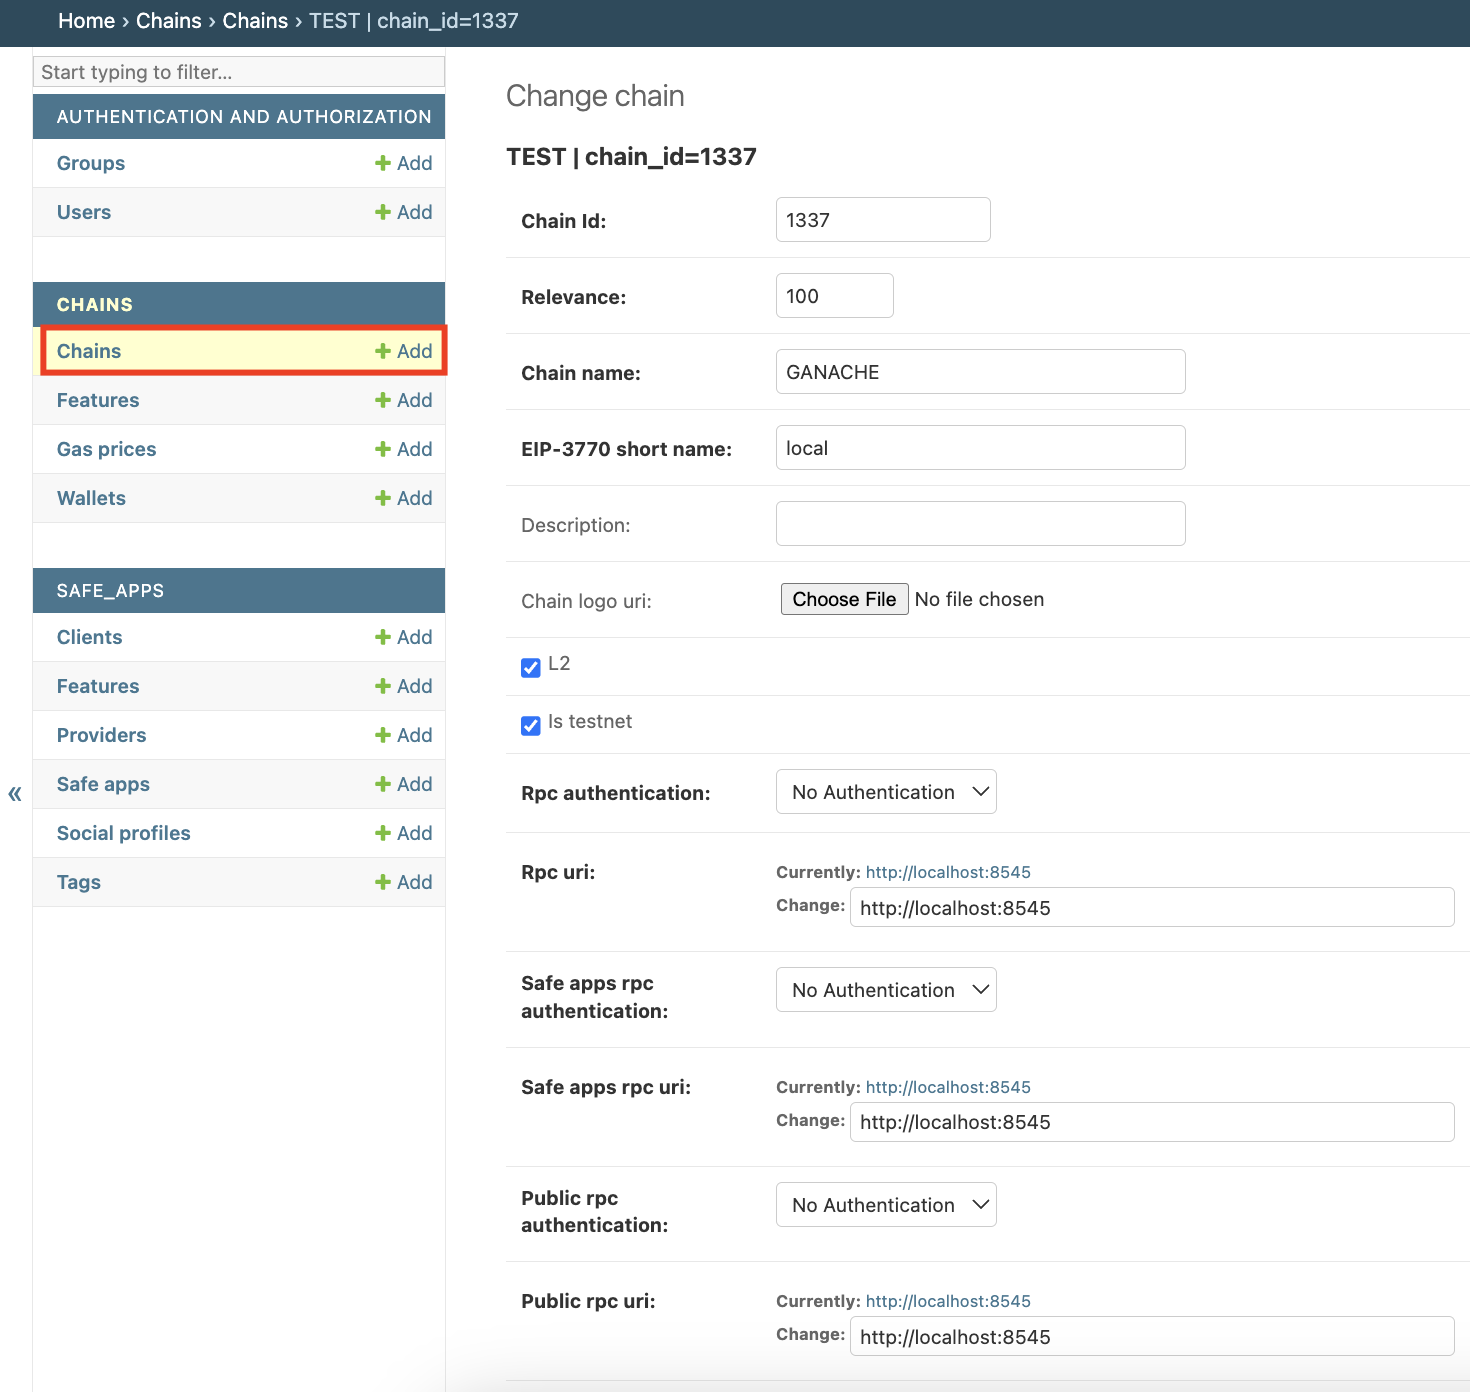 Home › Chains › Chains › TEST | chain_id=1337
Start typing to filter...
AUTHENTICATION AND AUTHORIZATION
Groups Add
Users Add
CHAINS
Chains Add
Features Add
Gas prices Add
Wallets Add
SAFE_APPS
Clients Add
Features Add
Providers Add
Safe apps Add
Social profiles Add
Tags Add
«
Change chain
TEST | chain_id=1337
Chain Id: 1337
Relevance: 100
Chain name: GANACHE
EIP-3770 short name: local
Description:
Chain logo uri: Choose File No file chosen
L2
Is testnet
Rpc authentication: No Authentication
Rpc uri: Currently: http://localhost:8545
Change: http://localhost:8545
Safe apps rpc
authentication: No Authentication
Safe apps rpc uri: Currently: http://localhost:8545
Change: http://localhost:8545
Public rpc
authentication: No Authentication
Public rpc uri: Currently: http://localhost:8545
Change: http://localhost:8545